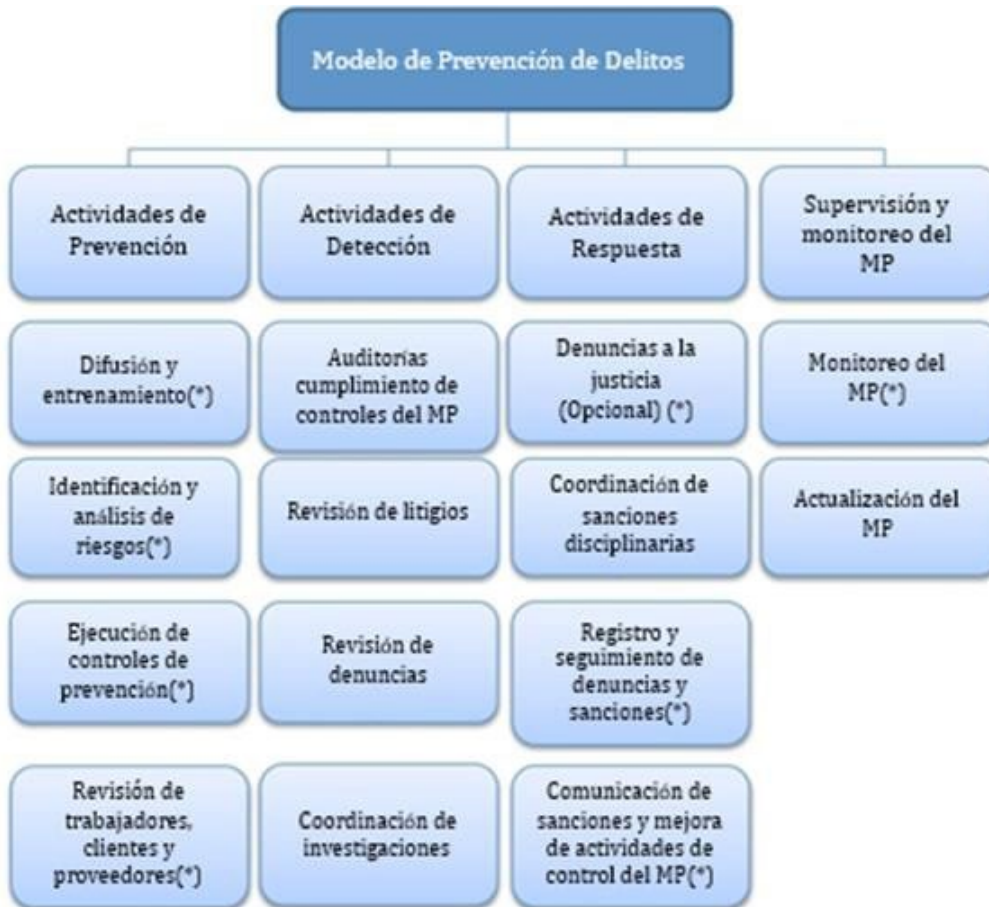 Modelo de Prevención de Delitos
Actividades de
Prevención
Actividades de
Detección
Actividades de
Respuesta
Supervisión y
monitoreo del
MP
Difusión y
entrenamiento(*)
Auditorías
cumplimiento de
controles del MP
Denuncias a la
justicia
(Opcional) (*)
Monitoreo del
MP(*)
Identificación y
análisis de
riesgos(*)
Revisión de litigios
Coordinación de
sanciones
disciplinarias
Actualización del
MP
Ejecución de
controles de
prevención(*)
Revisión de
denuncias
Registro y
seguimiento de
denuncias y
sanciones(*)
Revisión de
trabajadores,
clientes y
proveedores(*)
Coordinación de
investigaciones
Comunicación de
sanciones y mejora
de actividades de
control del MP(*)